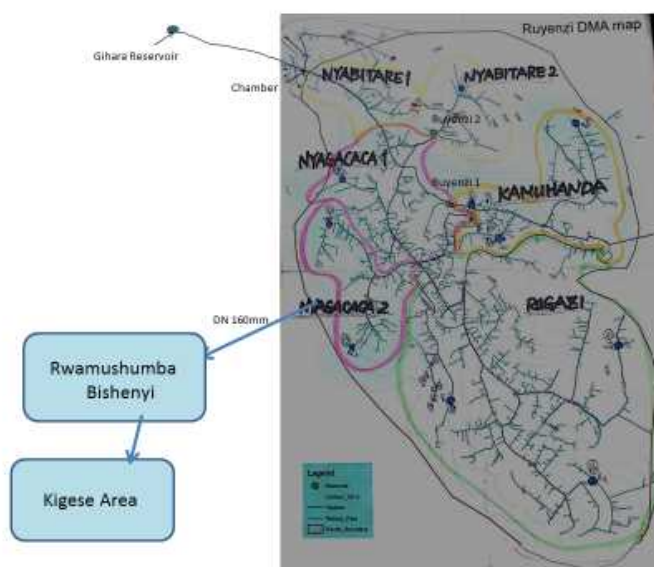 Ruyenzi DMA map
Gihara Reservoir
NYABITARE 1
NYABITARE 2
Chamber
Ruyenzi 2
NYAGACACA 1
Ruyenzi 1
KAMUHANDA
NYAGACACA 2
RUGAZI
DN 160mm
Rwamushumba
Bishenyi
Kigese Area
Legend